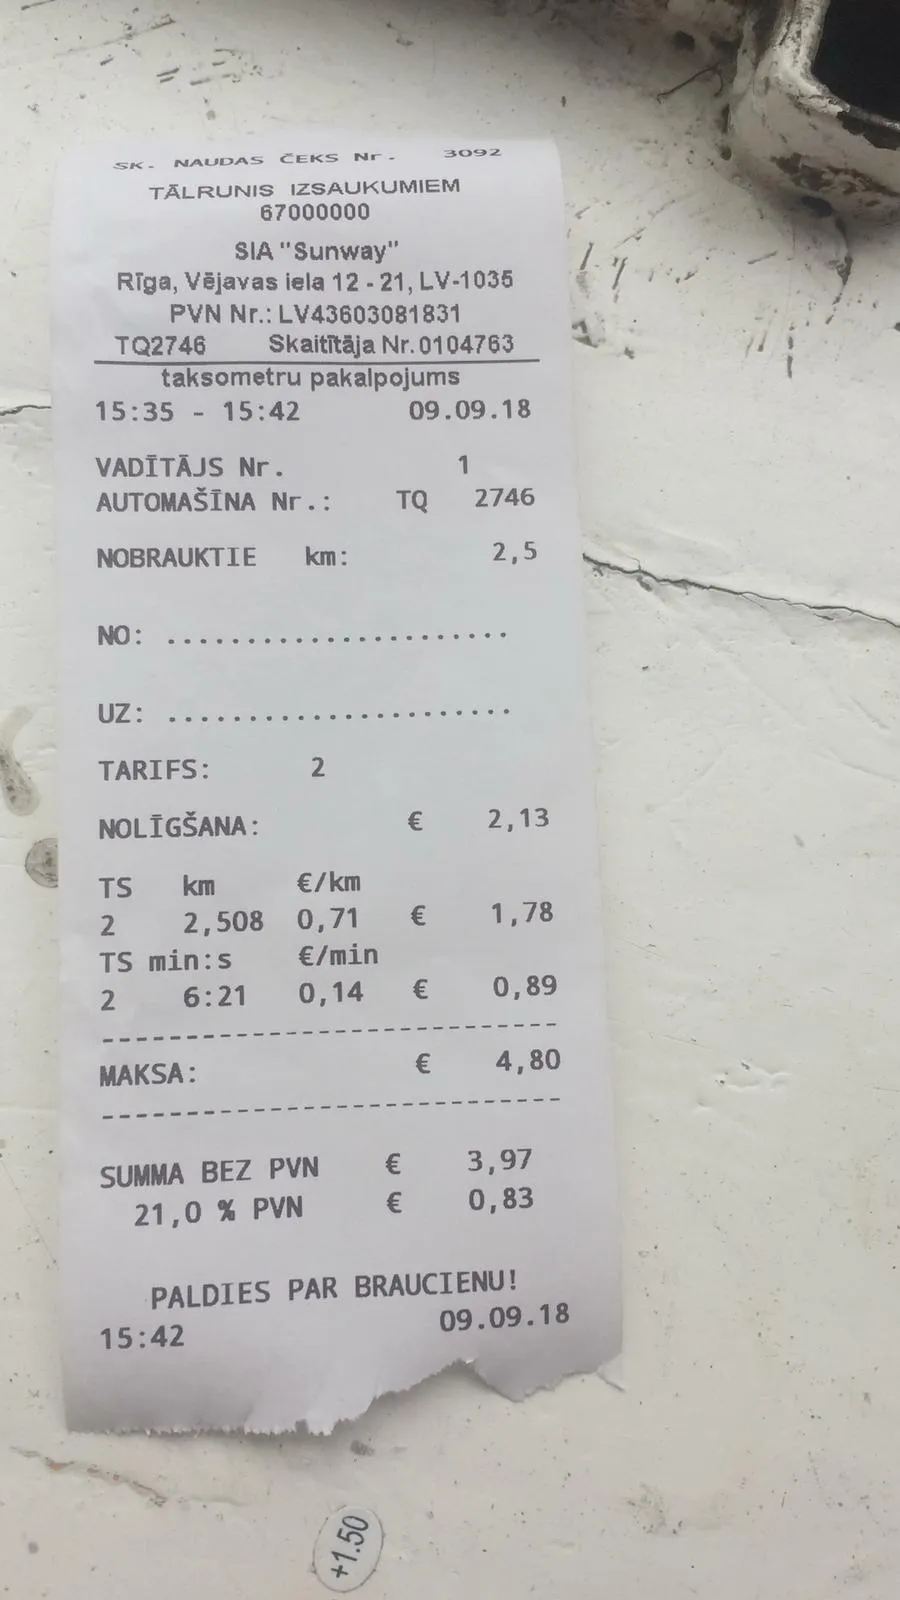 SK. NAUDAS ČEKS Nr. 3092
TĀLRUNIS IZSAUKUMIEM
67000000
SIA "Sunway"
Rīga, Vējavas iela 12 - 21, LV-1035
PVN Nr.: LV43603081831
TQ2746 Skaitītāja Nr.0104763
taksometru pakalpojums
15:35 - 15:42 09.09.18
VADĪTĀJS Nr. 1
AUTOMAŠĪNA Nr.: TQ 2746
NOBRAUKTIE km: 2,5
NO: ......................
UZ: ......................
TARIFS: 2
NOLĪGŠANA: € 2,13
TS km €/km
2 2,508 0,71 € 1,78
TS min:s €/min
2 6:21 0,14 € 0,89
MAKSA: € 4,80
SUMMA BEZ PVN € 3,97
21,0 % PVN € 0,83
PALDIES PAR BRAUCIENU!
15:42 09.09.18
+1.50